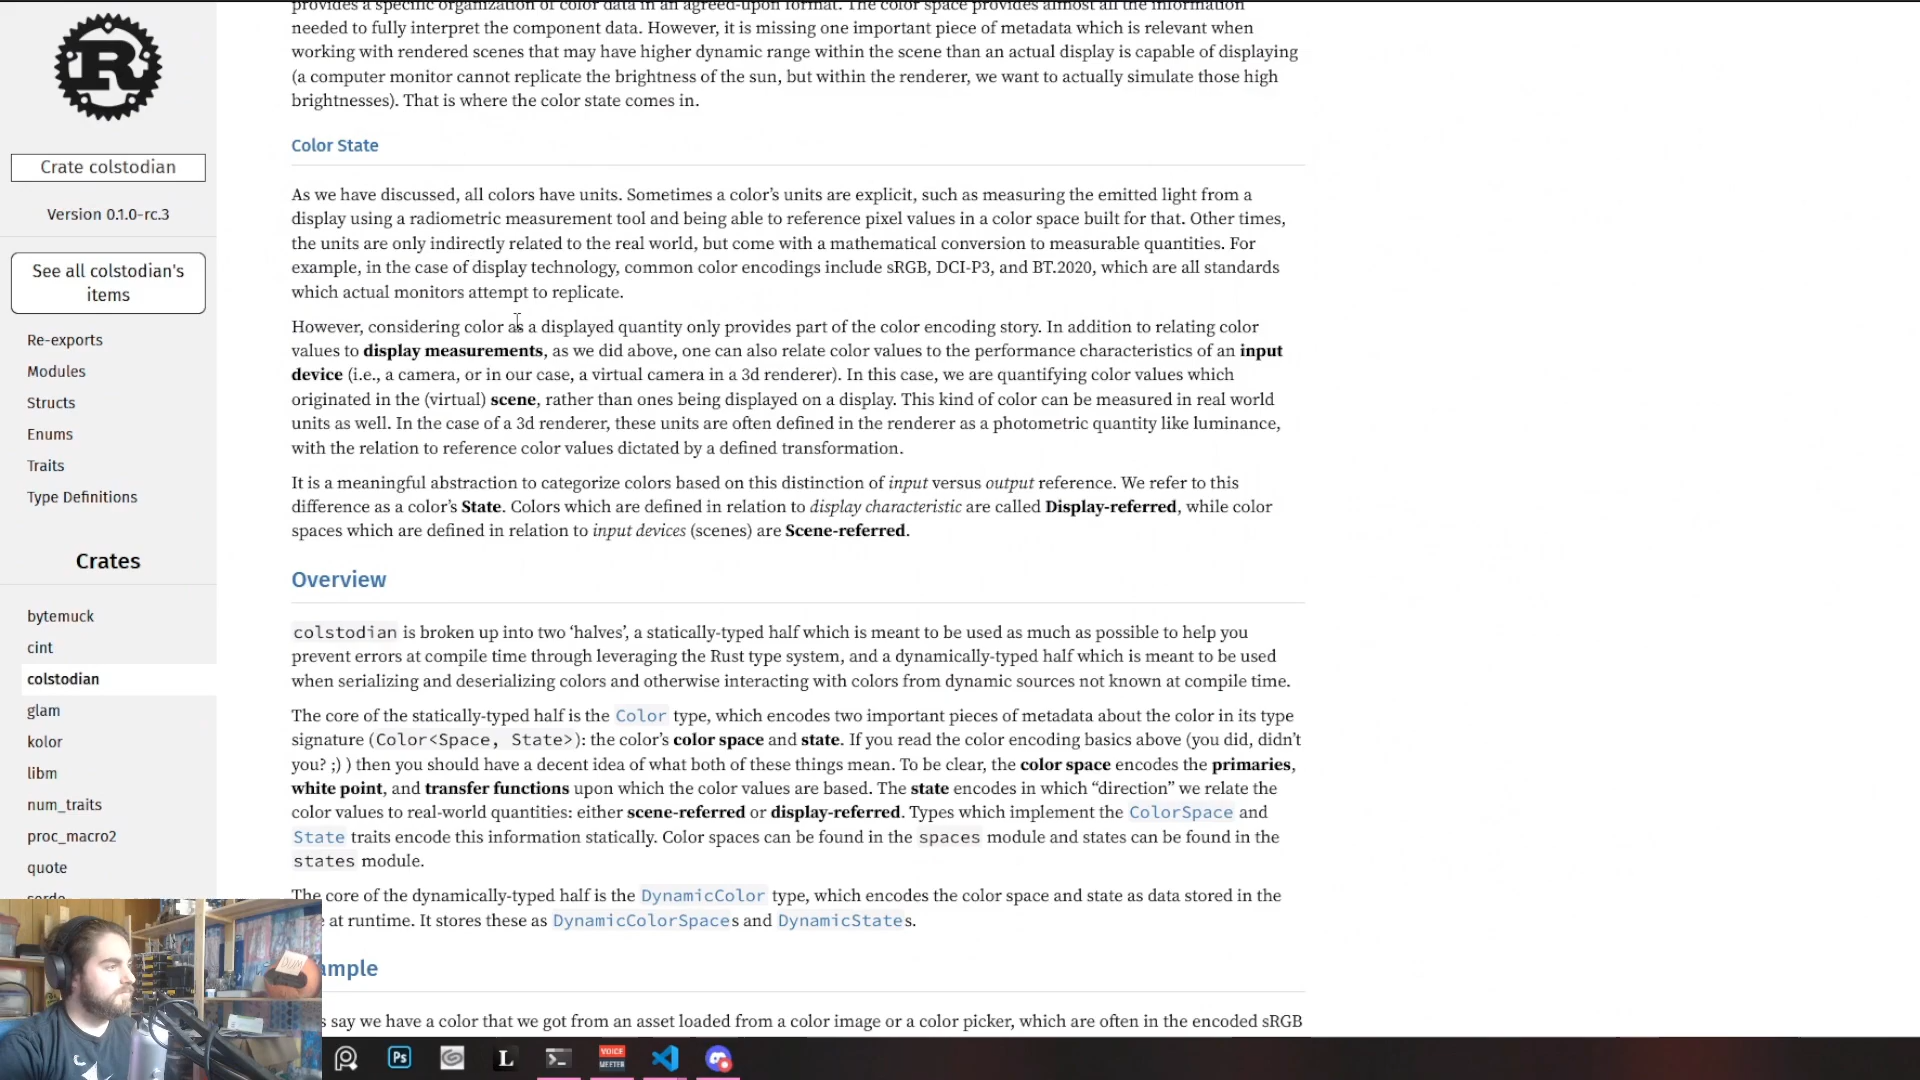 Crate colstodian
Version 0.1.0-rc.3
See all colstodian's
items
Re-exports
Modules
Structs
Enums
Traits
Type Definitions
Crates
bytemuck
cint
colstodian
glam
kolor
libm
num_traits
proc_macro2
quote
provides a specific organization of color data in an agreed-upon format. The color space provides almost all the information
needed to fully interpret the component data. However, it is missing one important piece of metadata which is relevant when
working with rendered scenes that may have higher dynamic range within the scene than an actual display is capable of displaying
(a computer monitor cannot replicate the brightness of the sun, but within the renderer, we want to actually simulate those high
brightnesses). That is where the color state comes in.
Color State
As we have discussed, all colors have units. Sometimes a color’s units are explicit, such as measuring the emitted light from a
display using a radiometric measurement tool and being able to reference pixel values in a color space built for that. Other times,
the units are only indirectly related to the real world, but come with a mathematical conversion to measurable quantities. For
example, in the case of display technology, common color encodings include sRGB, DCI-P3, and BT.2020, which are all standards
which actual monitors attempt to replicate.
However, considering color as a displayed quantity only provides part of the color encoding story. In addition to relating color
values to display measurements, as we did above, one can also relate color values to the performance characteristics of an input
device (i.e., a camera, or in our case, a virtual camera in a 3d renderer). In this case, we are quantifying color values which
originated in the (virtual) scene, rather than ones being displayed on a display. This kind of color can be measured in real world
units as well. In the case of a 3d renderer, these units are often defined in the renderer as a photometric quantity like luminance,
with the relation to reference color values dictated by a defined transformation.
It is a meaningful abstraction to categorize colors based on this distinction of input versus output reference. We refer to this
difference as a color’s State. Colors which are defined in relation to display characteristic are called Display-referred, while color
spaces which are defined in relation to input devices (scenes) are Scene-referred.
Overview
colstodian is broken up into two ‘halves’, a statically-typed half which is meant to be used as much as possible to help you
prevent errors at compile time through leveraging the Rust type system, and a dynamically-typed half which is meant to be used
when serializing and deserializing colors and otherwise interacting with colors from dynamic sources not known at compile time.
The core of the statically-typed half is the Color type, which encodes two important pieces of metadata about the color in its type
signature (Color<Space, State>): the color’s color space and state. If you read the color encoding basics above (you did, didn’t
you? ;) ) then you should have a decent idea of what both of these things mean. To be clear, the color space encodes the primaries,
white point, and transfer functions upon which the color values are based. The state encodes in which “direction” we relate the
color values to real-world quantities: either scene-referred or display-referred. Types which implement the ColorSpace and
State traits encode this information statically. Color spaces can be found in the spaces module and states can be found in the
states module.
The core of the dynamically-typed half is the DynamicColor type, which encodes the color space and state as data stored in the
at runtime. It stores these as DynamicColorSpaces and DynamicStates.
ample
say we have a color that we got from an asset loaded from a color image or a color picker, which are often in the encoded sRGB
Ps
L
VOICE
MEETER